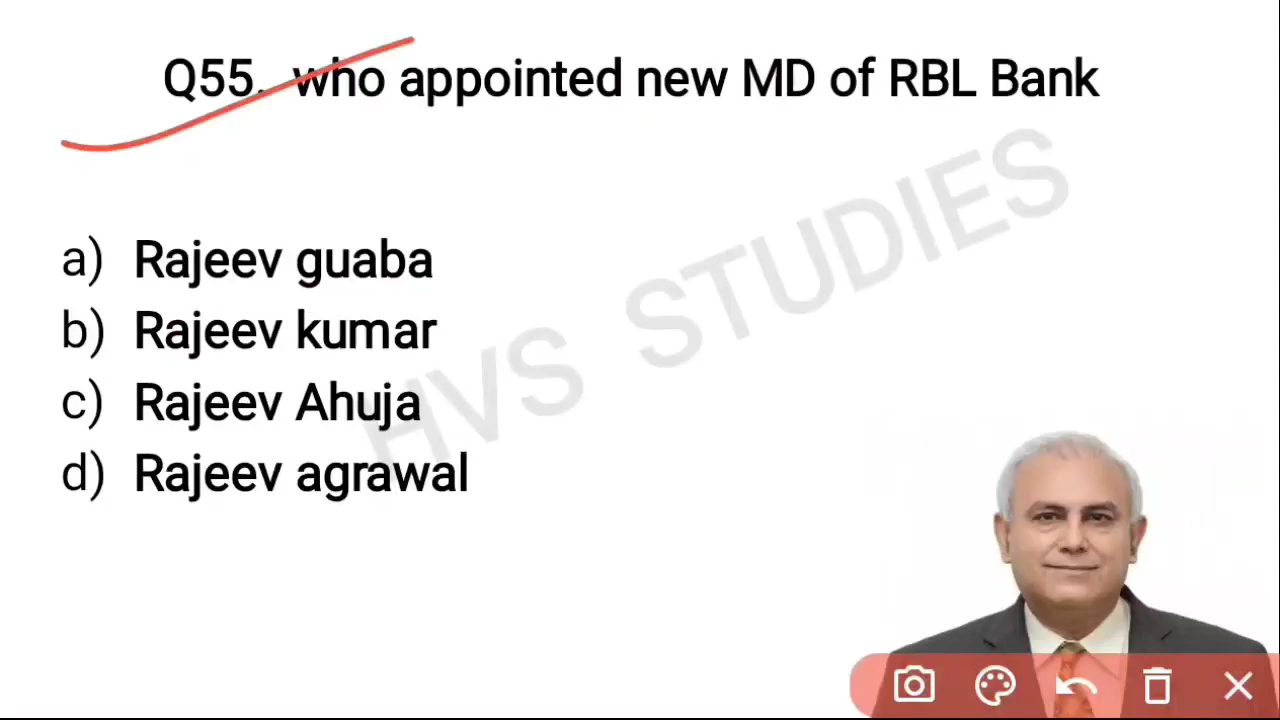 Q55. who appointed new MD of RBL Bank
HVS STUDIES
a) Rajeev guaba
b) Rajeev kumar
c) Rajeev Ahuja
d) Rajeev agrawal